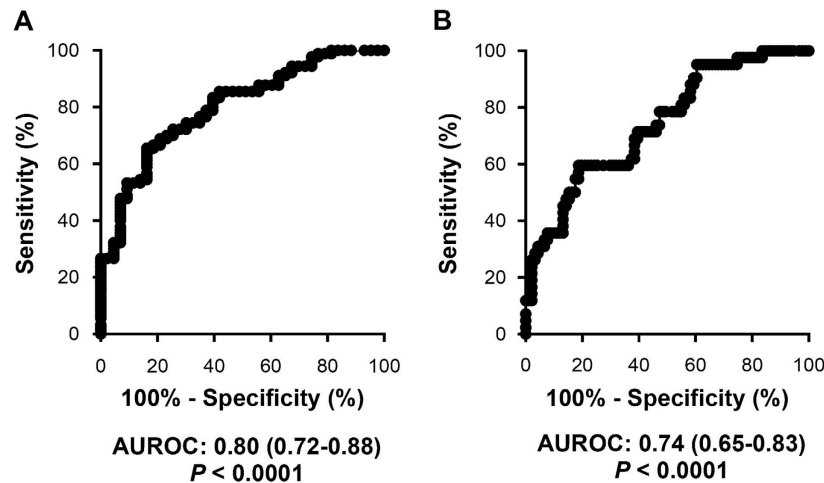 A
B
100
80
60
40
20
0
Sensitivity (%)
0 20 40 60 80 100
100% - Specificity (%)
AUROC: 0.80 (0.72-0.88)
P < 0.0001
100
80
60
40
20
0
Sensitivity (%)
0 20 40 60 80 100
100% - Specificity (%)
AUROC: 0.74 (0.65-0.83)
P < 0.0001